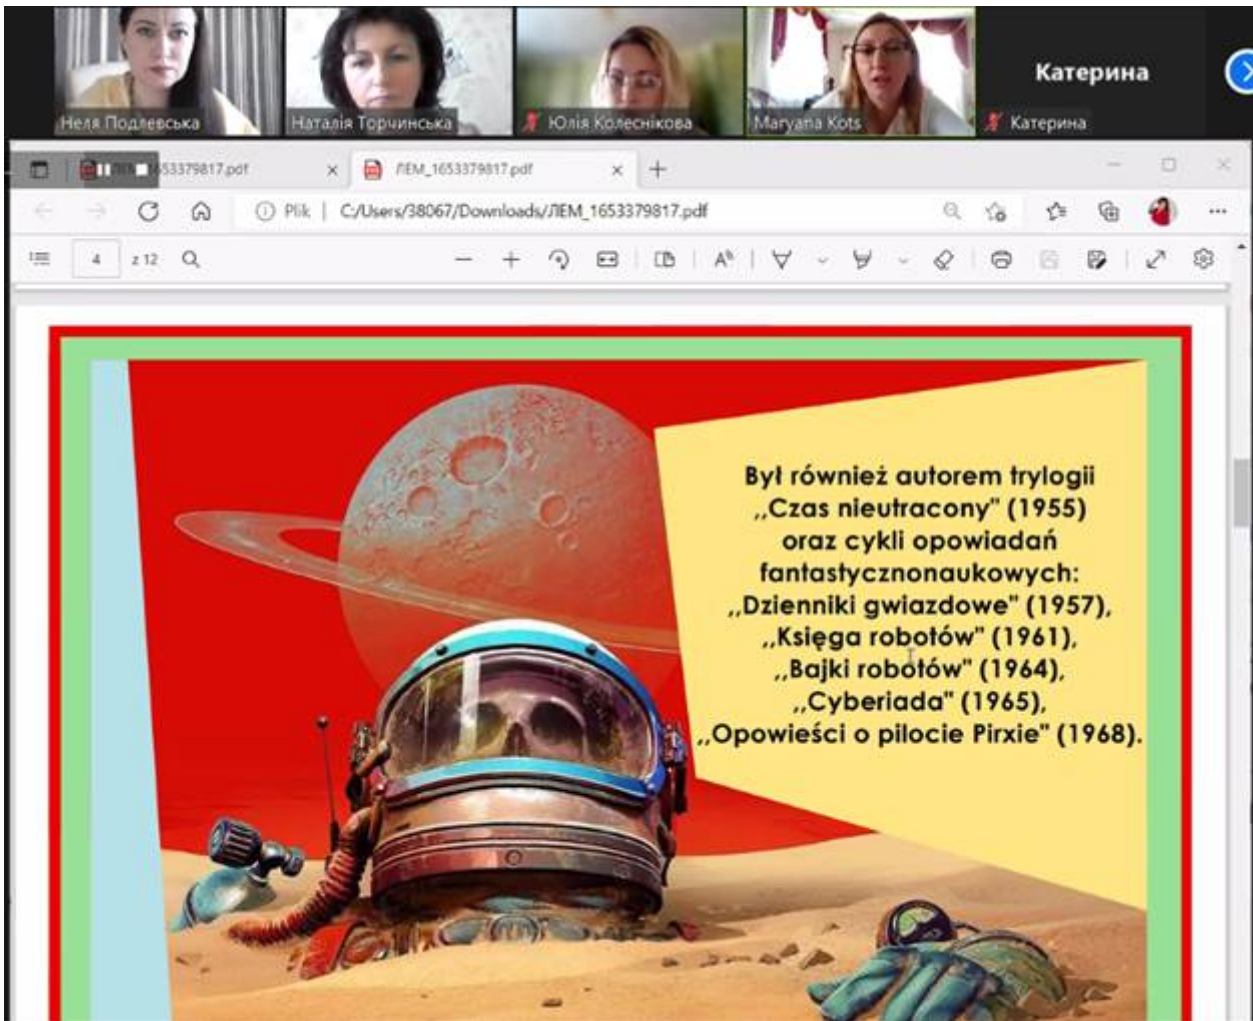 Неля Подлевська
Наталія Торчинська
Юлія Колеснікова
Maryana Kots
Катерина
Катерина
53379817.pdf
ЛЕМ_1653379817.pdf
Plik
C:/Users/38067/Downloads/ЛЕМ_1653379817.pdf
4
z 12
Był również autorem trylogii
,,Czas nieutracony" (1955)
oraz cykli opowiadań
fantastycznonaukowych:
,,Dzienniki gwiazdowe" (1957),
,,Księga robotów" (1961),
,,Bajki robotów" (1964),
,,Cyberiada" (1965),
,,Opowieści o pilocie Pirxie" (1968).